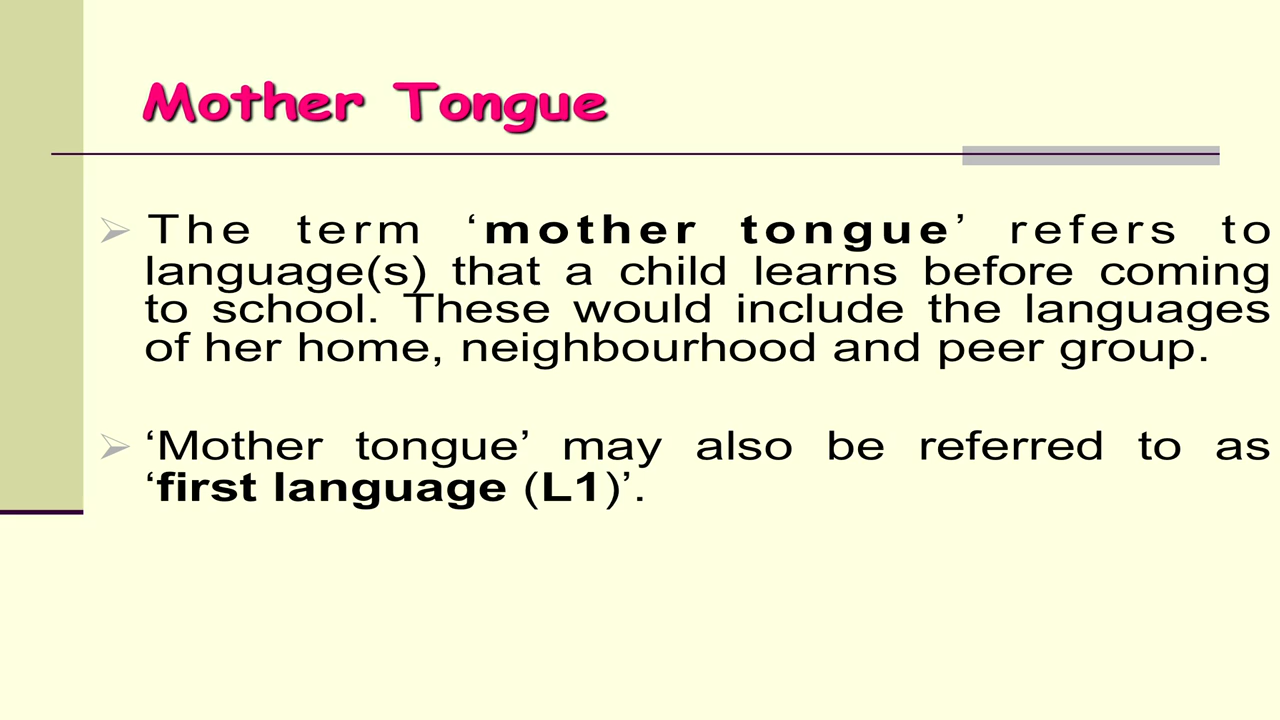 Mother Tongue
The term ‘mother tongue’ refers to
language(s) that a child learns before coming
to school. These would include the languages
of her home, neighbourhood and peer group.
‘Mother tongue’ may also be referred to as
‘first language (L1)’.